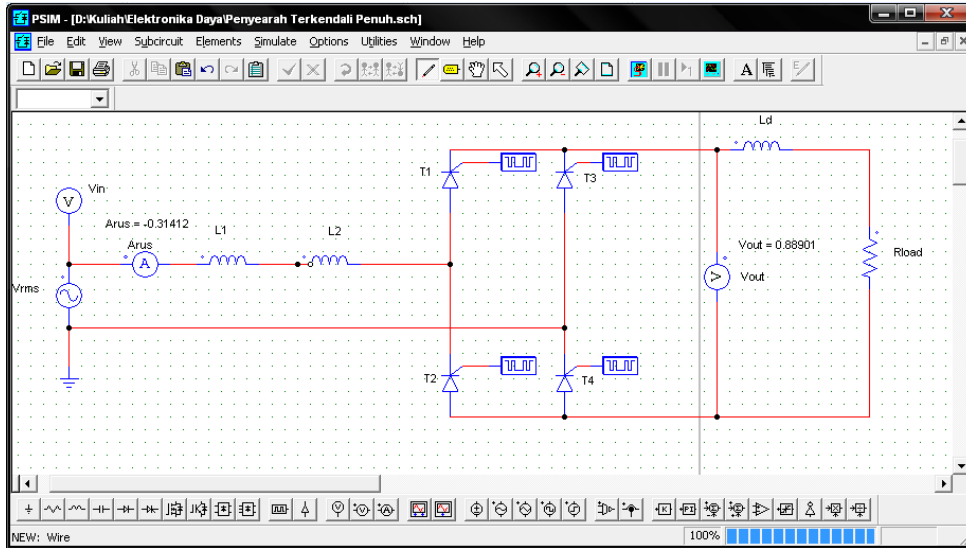 PSIM - [D:\Kuliah\Elektronika Daya\Penyearah Terkendali Penuh.sch]
File Edit View Subcircuit Elements Simulate Options Utilities Window Help
Ld
T1
T3
Vin
V
Arus = -0.31412
L1
L2
Arus
A
Vout = 0.88901
Rload
V
Vout
Vrms
T2
T4
NEW: Wire
100%